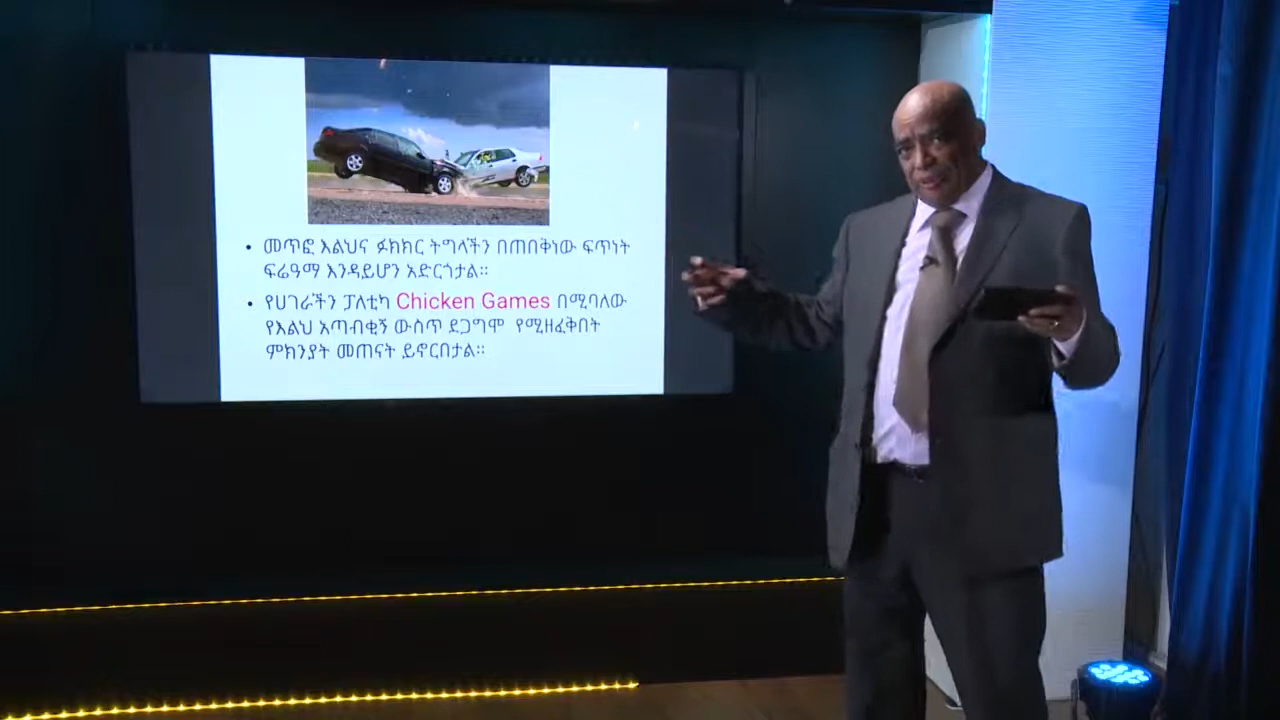 • መጥፎ እልህና ፉክክር ትግላችን በጠበቅነው ፍጥነት
ፍሬዓማ እንዳይሆን አድርጎታል።
• የሀገራችን ፓለቲካ Chicken Games በሚባለው
የእልህ አጣብቂኝ ውስጥ ደጋግሞ የሚዘፈቅበት
ምክንያት መጠናት ይኖርበታል።